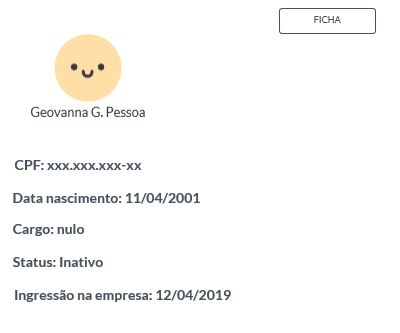 FICHA
Geovanna G. Pessoa
CPF: xxx.xxx.xxx-xx
Data nascimento: 11/04/2001
Cargo: nulo
Status: Inativo
Ingressão na empresa: 12/04/2019